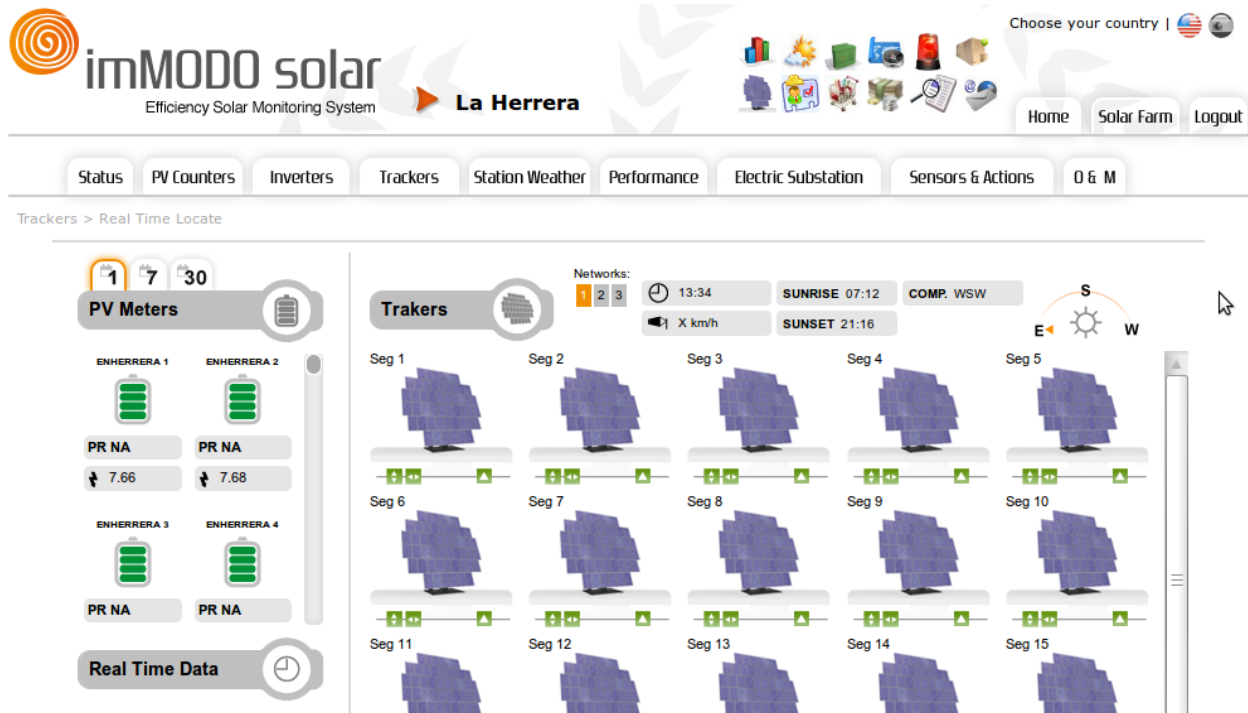 Choose your country |
imMODO solar
Efficiency Solar Monitoring System
La Herrera
Home Solar Farm Logout
Status PV Counters Inverters Trackers Station Weather Performance Electric Substation Sensors & Actions O & M
Trackers > Real Time Locate
1 7 30
PV Meters
ENHERRERA 1 ENHERRERA 2
PR NA PR NA
7.66 7.68
ENHERRERA 3 ENHERRERA 4
PR NA PR NA
Real Time Data
Trakers
Networks:
1 2 3
13:34 SUNRISE 07:12 COMP. WSW
X km/h SUNSET 21:16
S
E W
Seg 1 Seg 2 Seg 3 Seg 4 Seg 5
Seg 6 Seg 7 Seg 8 Seg 9 Seg 10
Seg 11 Seg 12 Seg 13 Seg 14 Seg 15